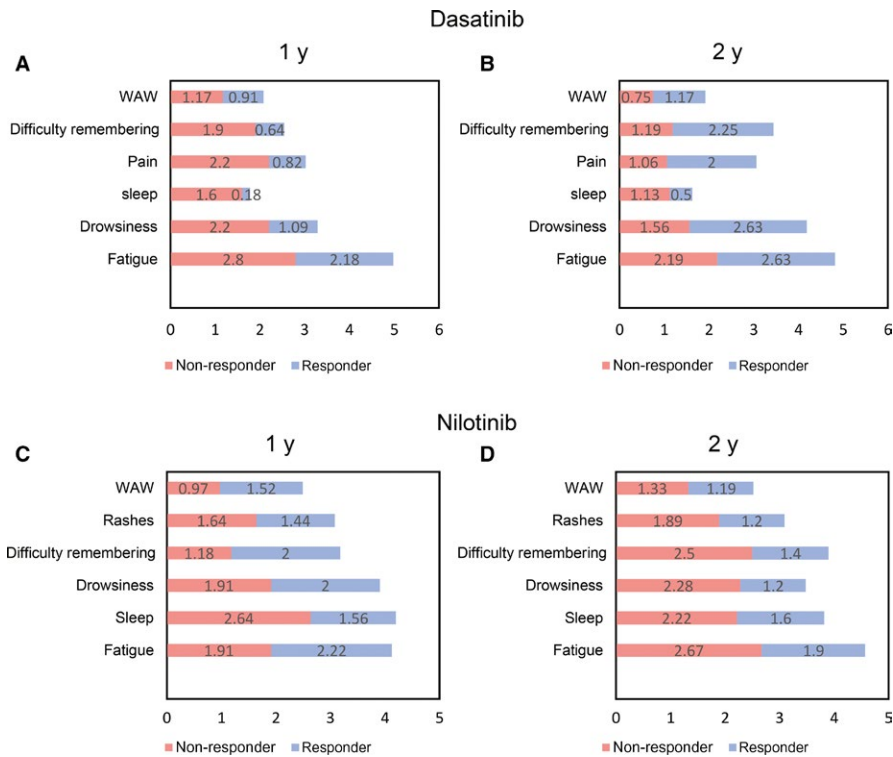 Dasatinib
A
1 y
WAW 1.17 0.91
Difficulty remembering 1.9 0.64
Pain 2.2 0.82
sleep 1.6 0.18
Drowsiness 2.2 1.09
Fatigue 2.8 2.18
0 1 2 3 4 5 6
Non-responder Responder
B
2 y
WAW 0.75 1.17
Difficulty remembering 1.19 2.25
Pain 1.06 2
sleep 1.13 0.5
Drowsiness 1.56 2.63
Fatigue 2.19 2.63
0 1 2 3 4 5 6
Non-responder Responder
Nilotinib
C
1 y
WAW 0.97 1.52
Rashes 1.64 1.44
Difficulty remembering 1.18 2
Drowsiness 1.91 2
Sleep 2.64 1.56
Fatigue 1.91 2.22
0 1 2 3 4 5
Non-responder Responder
D
2 y
WAW 1.33 1.19
Rashes 1.89 1.2
Difficulty remembering 2.5 1.4
Drowsiness 2.28 1.2
Sleep 2.22 1.6
Fatigue 2.67 1.9
0 1 2 3 4 5
Non-responder Responder